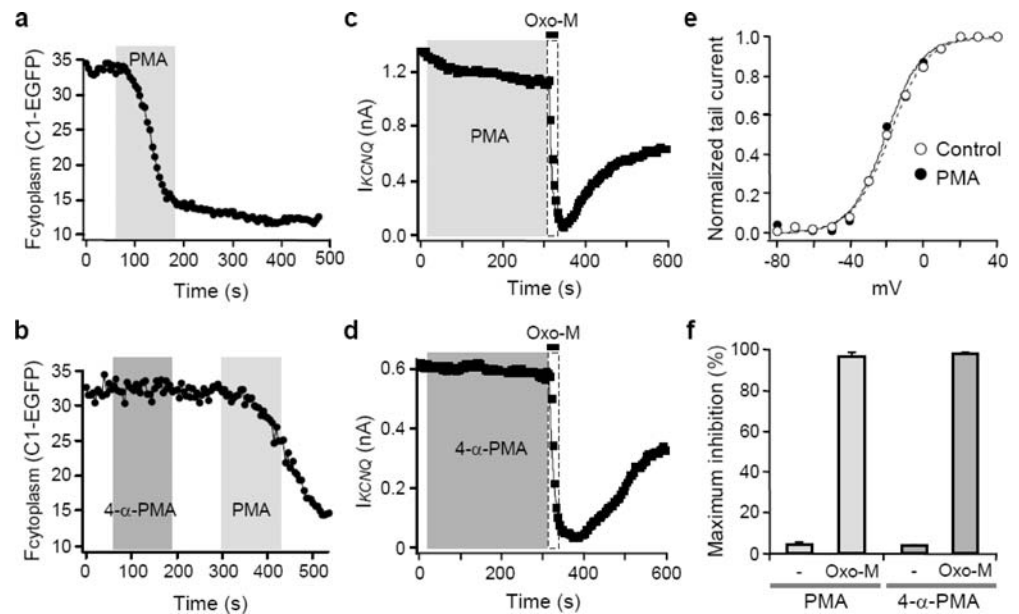 a
Fcytoplasm (C1-EGFP)
35
30
25
20
15
10
PMA
0 100 200 300 400 500
Time (s)
b
Fcytoplasm (C1-EGFP)
35
30
25
20
15
10
4-α-PMA
PMA
0 100 200 300 400 500
Time (s)
c
Oxo-M
IKCNQ (nA)
1.2
0.8
0.4
0
PMA
0 200 400 600
Time (s)
d
Oxo-M
IKCNQ (nA)
0.6
0.4
0.2
0
4-α-PMA
0 200 400 600
Time (s)
e
Normalized tail current
1.0
0.8
0.6
0.4
0.2
0.0
Control
PMA
-80 -40 0 40
mV
f
Maximum inhibition (%)
100
80
60
40
20
0
- Oxo-M - Oxo-M
PMA 4-α-PMA